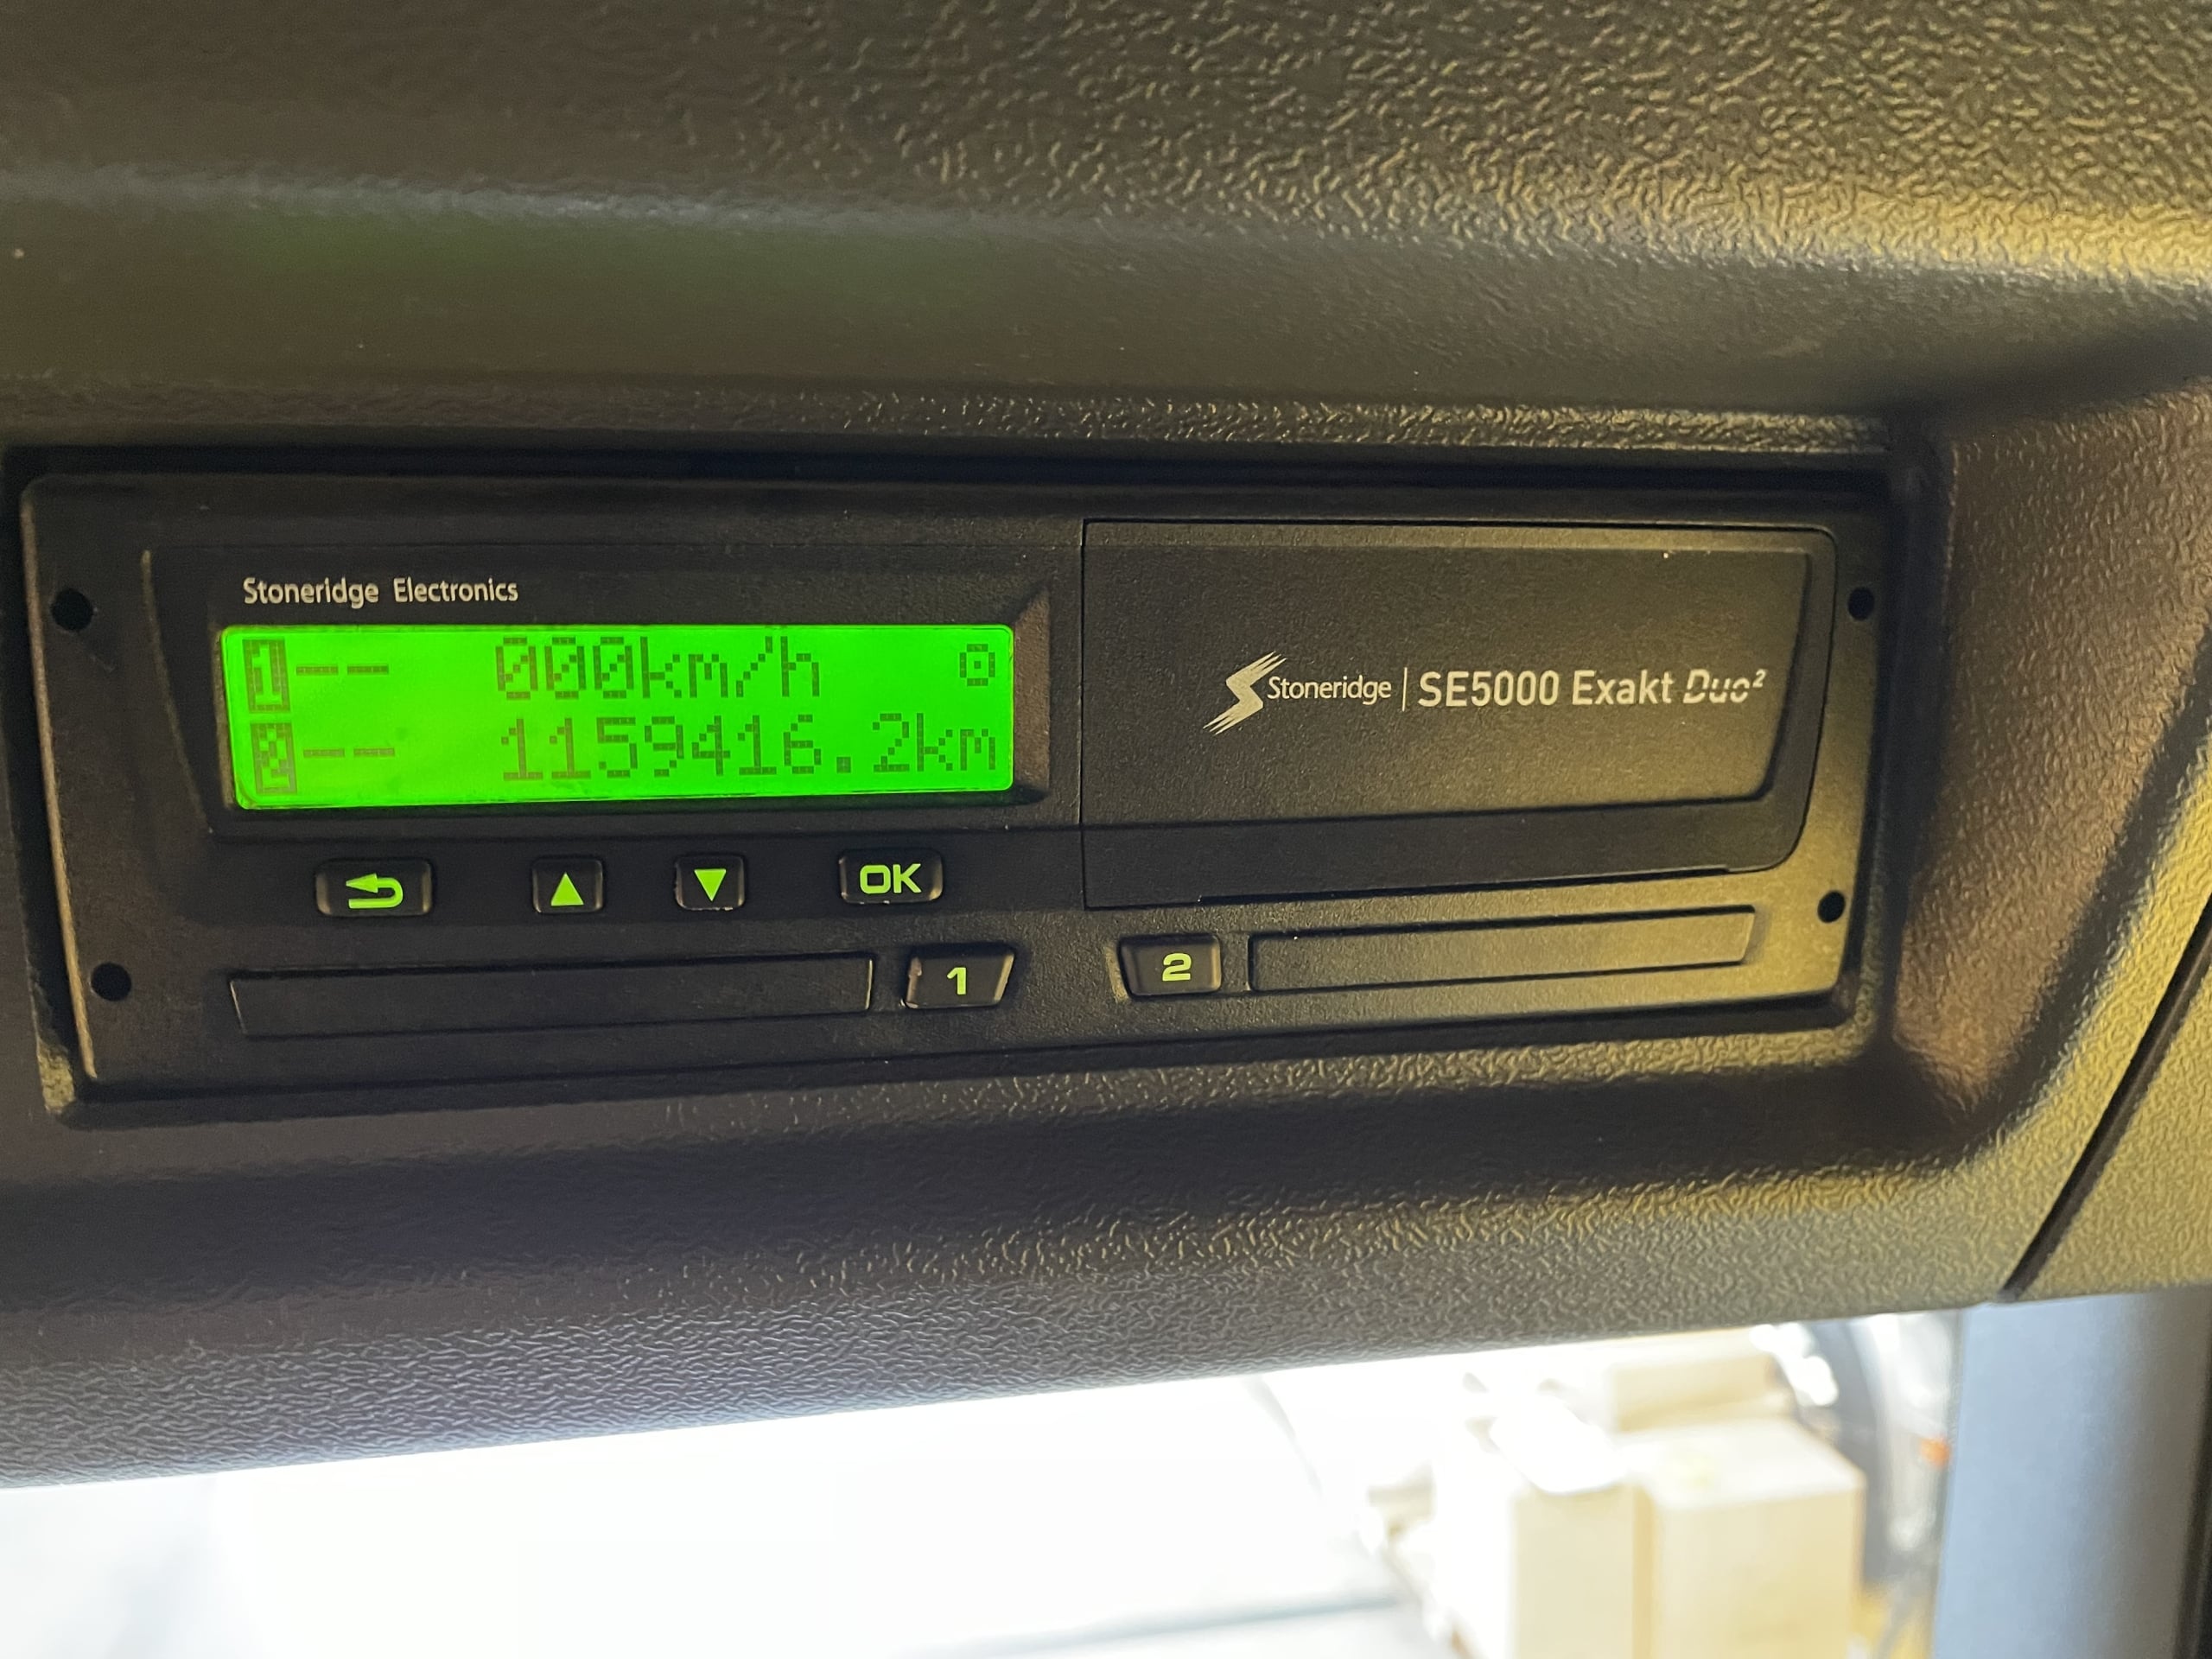 Stoneridge Electronics
1-- 000km/h
2-- 1159416.2km
Stoneridge | SE5000 Exakt Duo²
OK
1
2